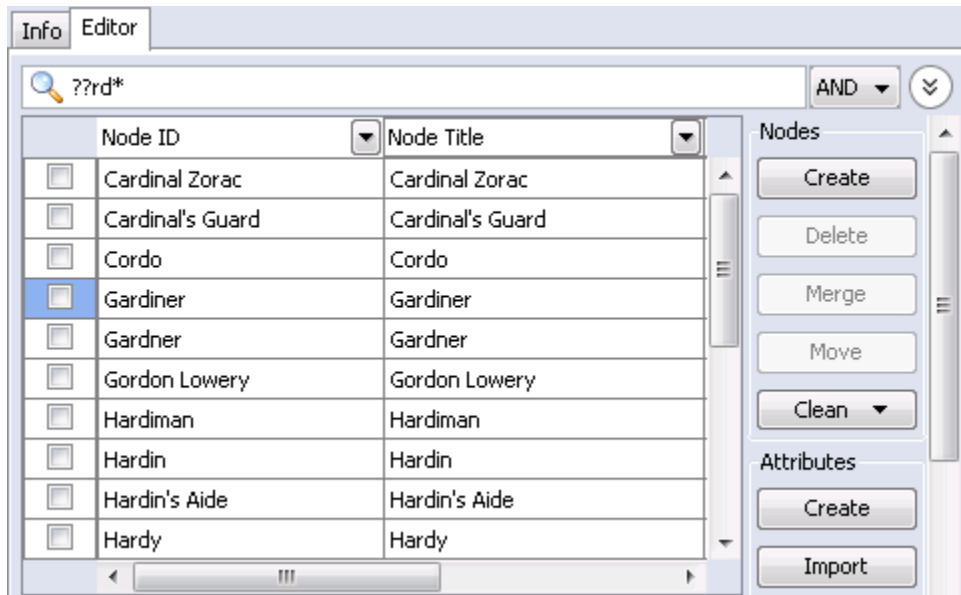 Info Editor
??rd* AND
Node ID Node Title
Cardinal Zorac Cardinal Zorac
Cardinal's Guard Cardinal's Guard
Cordo Cordo
Gardiner Gardiner
Gardner Gardner
Gordon Lowery Gordon Lowery
Hardiman Hardiman
Hardin Hardin
Hardin's Aide Hardin's Aide
Hardy Hardy
Nodes
Create
Delete
Merge
Move
Clean
Attributes
Create
Import